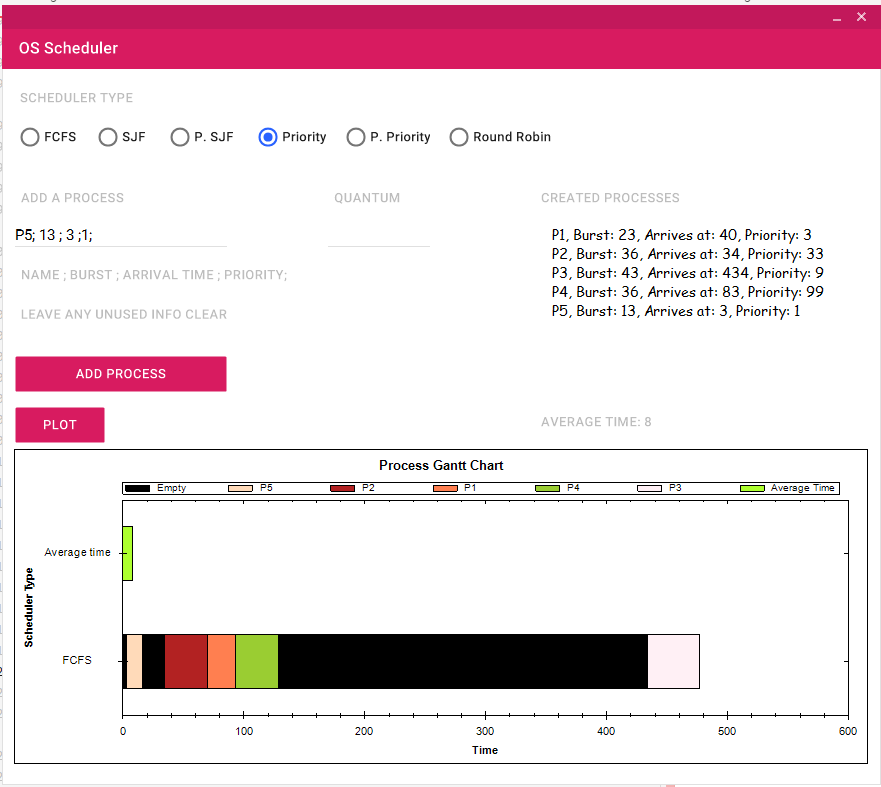 OS Scheduler
SCHEDULER TYPE
FCFS SJF P. SJF Priority P. Priority Round Robin
ADD A PROCESS QUANTUM CREATED PROCESSES
P5; 13 ; 3 ;1;
P1, Burst: 23, Arrives at: 40, Priority: 3
P2, Burst: 36, Arrives at: 34, Priority: 33
P3, Burst: 43, Arrives at: 434, Priority: 9
P4, Burst: 36, Arrives at: 83, Priority: 99
P5, Burst: 13, Arrives at: 3, Priority: 1
NAME ; BURST ; ARRIVAL TIME ; PRIORITY;
LEAVE ANY UNUSED INFO CLEAR
ADD PROCESS
PLOT
AVERAGE TIME: 8
Process Gantt Chart
Empty P5 P2 P1 P4 P3 Average Time
Scheduler Type
Average time
FCFS
0 100 200 300 400 500 600
Time